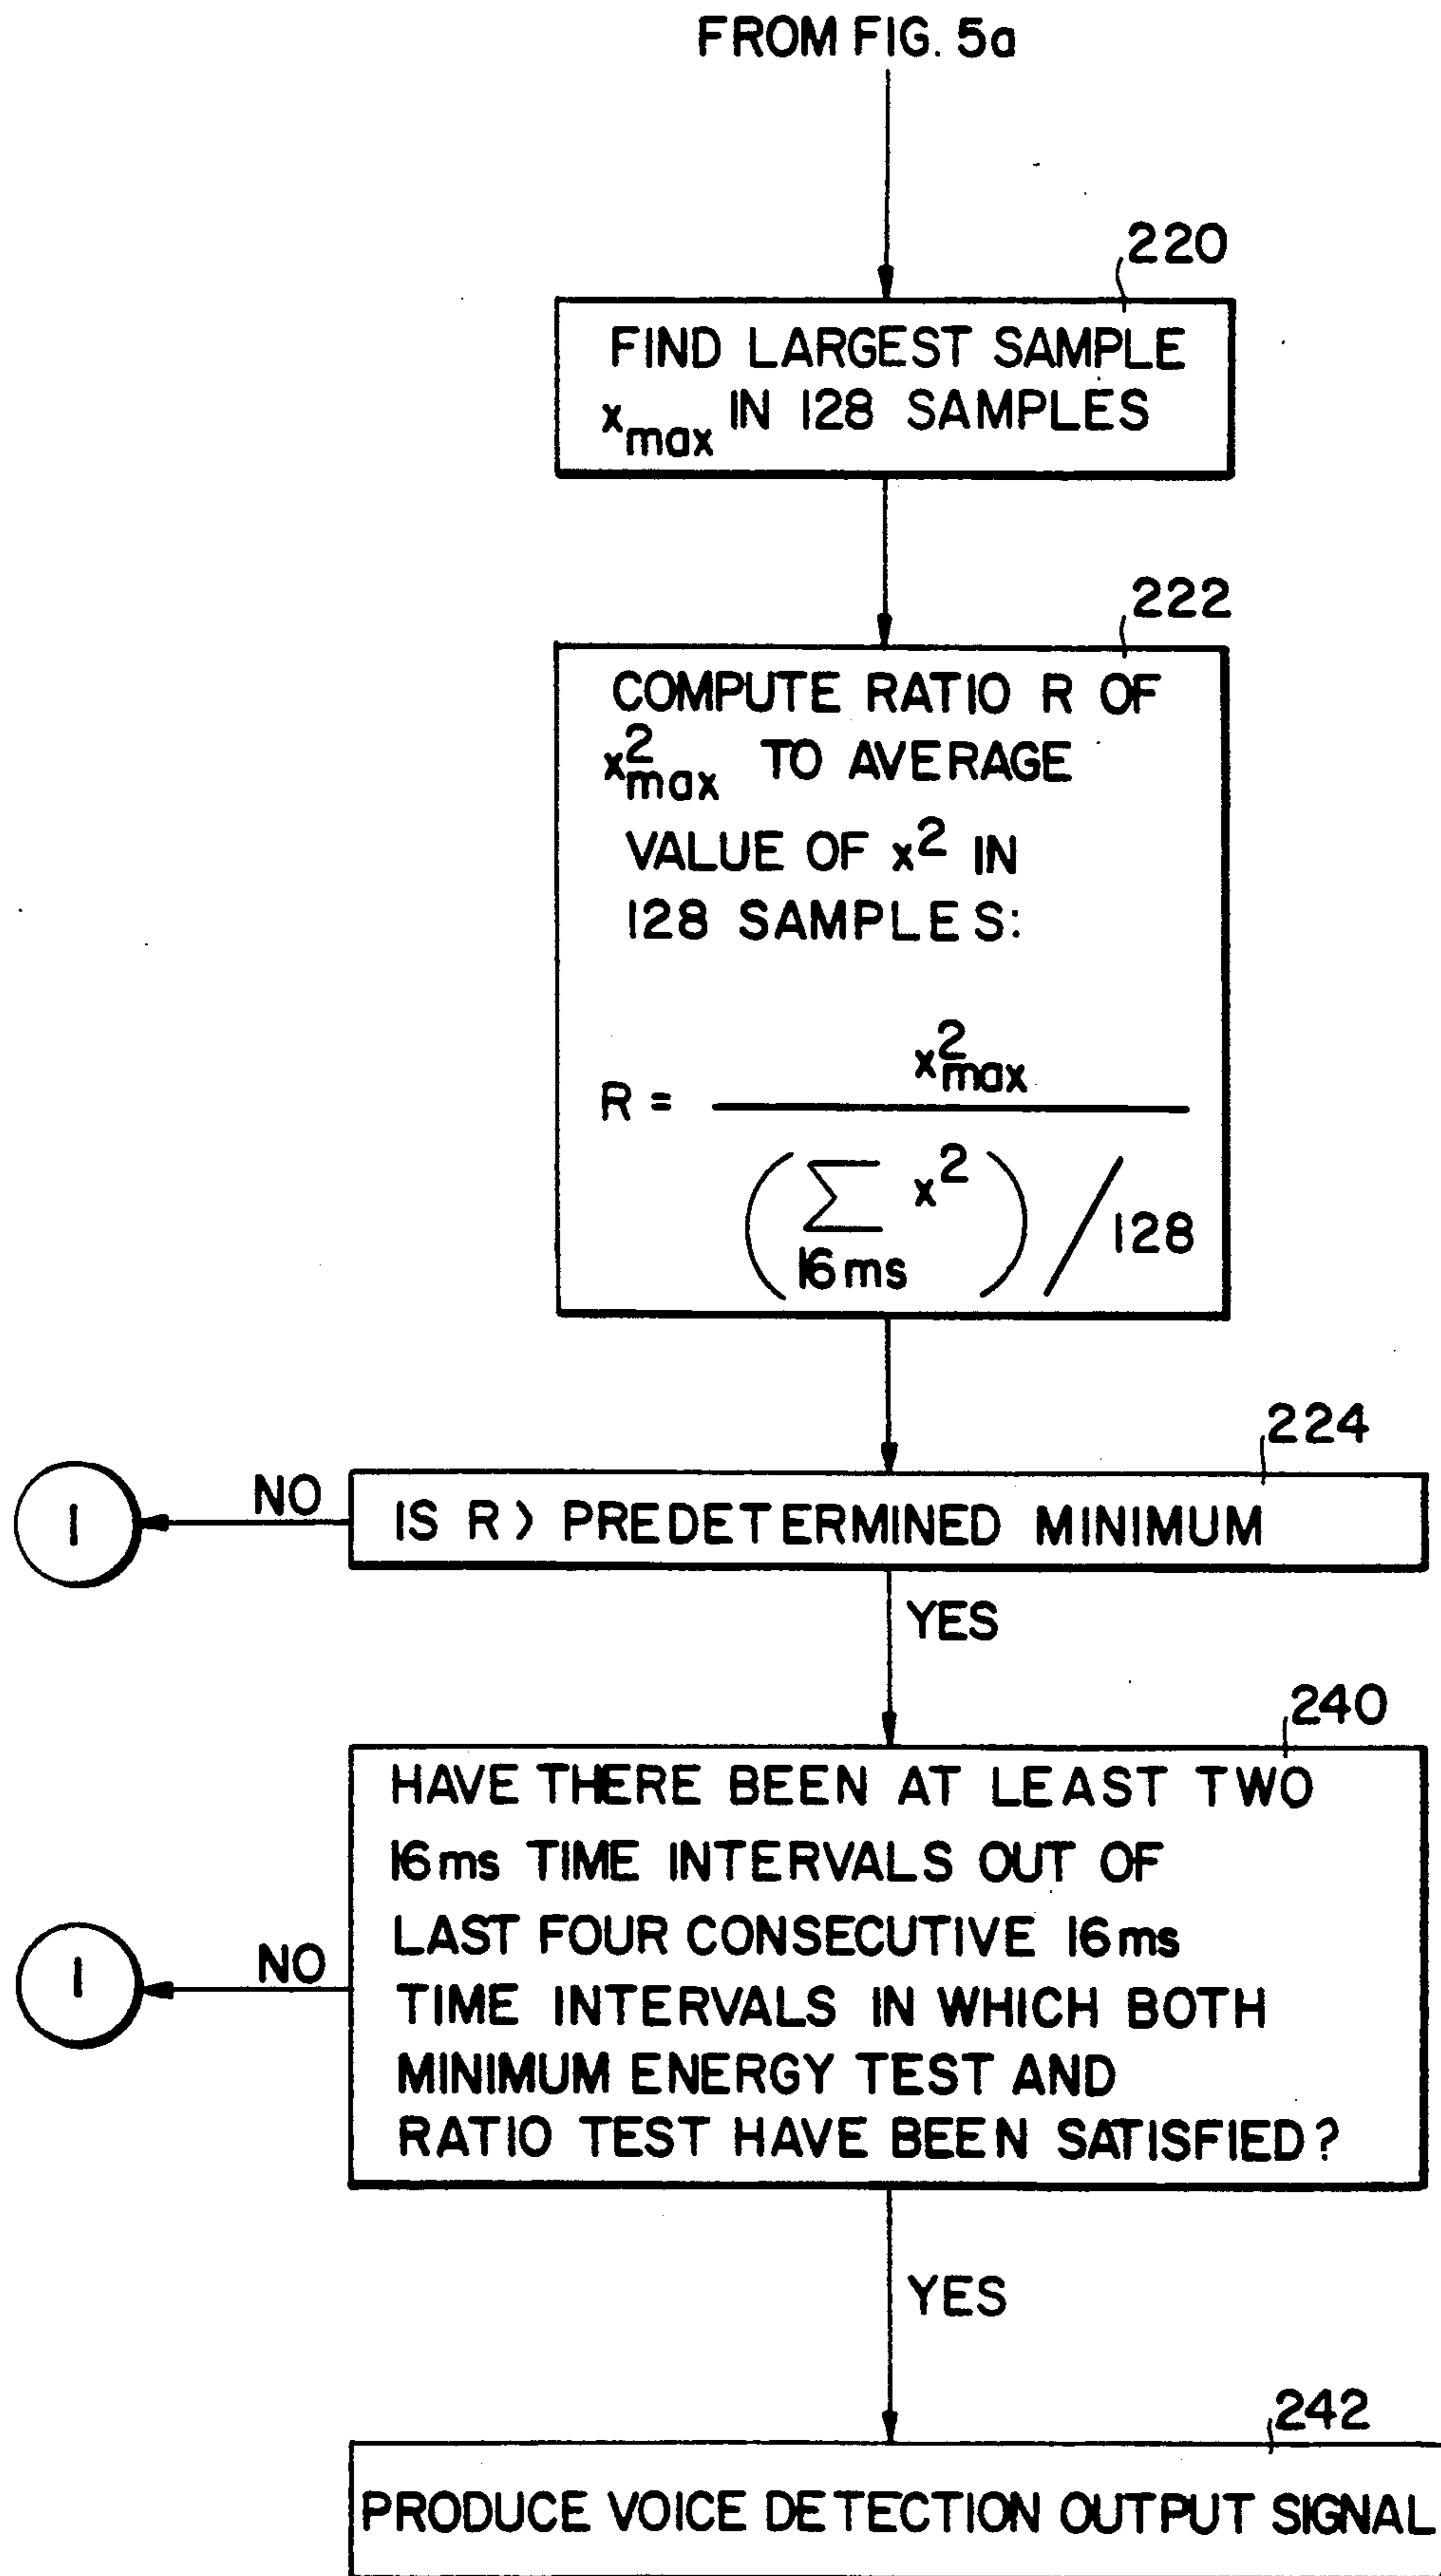 FROM FIG. 5a
220
FIND LARGEST SAMPLE
x_max IN 128 SAMPLES
222
COMPUTE RATIO R OF
x²_max TO AVERAGE
VALUE OF x² IN
128 SAMPLES:
x²_max
R =
(∑ x²) / 128
16ms
224
NO
1
IS R > PREDETERMINED MINIMUM
YES
240
HAVE THERE BEEN AT LEAST TWO
16ms TIME INTERVALS OUT OF
LAST FOUR CONSECUTIVE 16ms
NO
1
TIME INTERVALS IN WHICH BOTH
MINIMUM ENERGY TEST AND
RATIO TEST HAVE BEEN SATISFIED?
YES
242
PRODUCE VOICE DETECTION OUTPUT SIGNAL